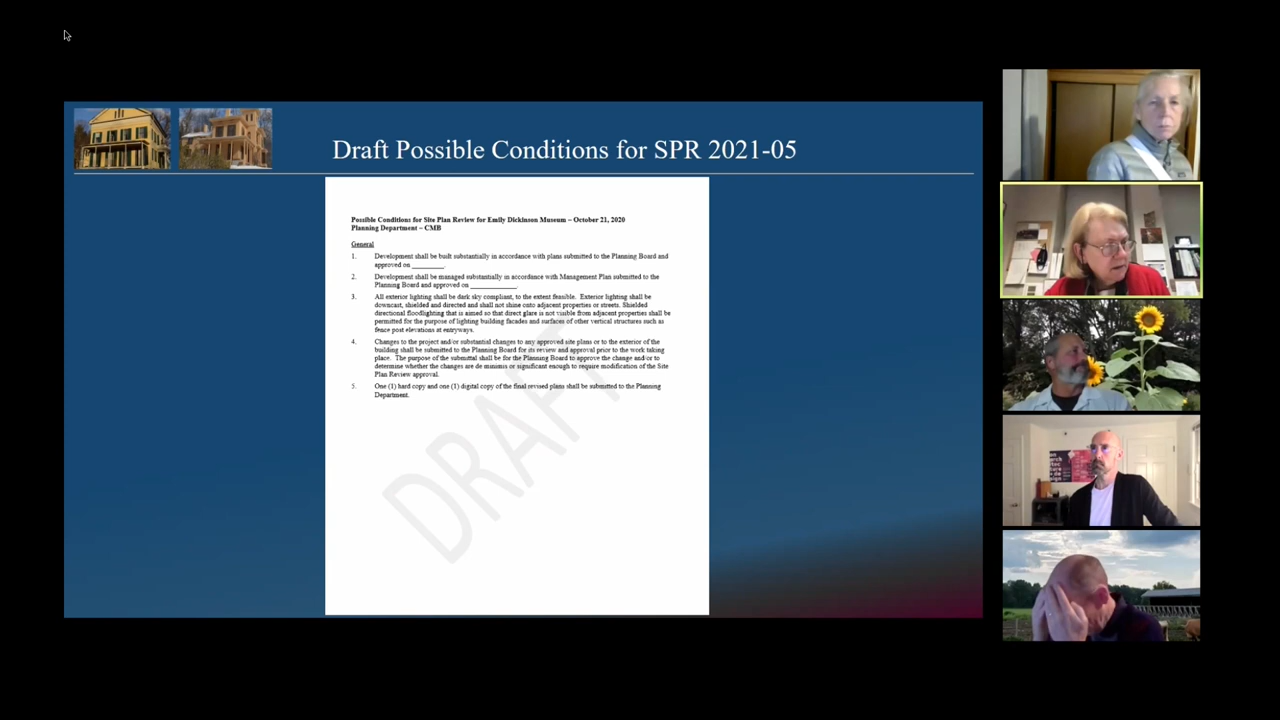 Draft Possible Conditions for SPR 2021-05
Possible Conditions for Site Plan Review for Emily Dickinson Museum – October 21, 2020
Planning Department – CMB
General
1. Development shall be built substantially in accordance with plans submitted to the Planning Board and
approved on _________.
2. Development shall be managed substantially in accordance with Management Plan submitted to the
Planning Board and approved on _____________.
3. All exterior lighting shall be dark sky compliant, to the extent feasible. Exterior lighting shall be
downcast, shielded and directed and shall not shine onto adjacent properties or streets. Shielded
directional floodlighting that is aimed so that direct glare is not visible from adjacent properties shall be
permitted for the purpose of lighting building facades and surfaces of other vertical structures such as
fence post elevations at entryways.
4. Changes to the project and/or substantial changes to any approved site plans or to the exterior of the
building shall be submitted to the Planning Board for its review and approval prior to the work taking
place. The purpose of the submittal shall be for the Planning Board to approve the change and/or to
determine whether the changes are de minimis or significant enough to require modification of the Site
Plan Review approval.
5. One (1) hard copy and one (1) digital copy of the final revised plans shall be submitted to the Planning
Department.
DRAFT